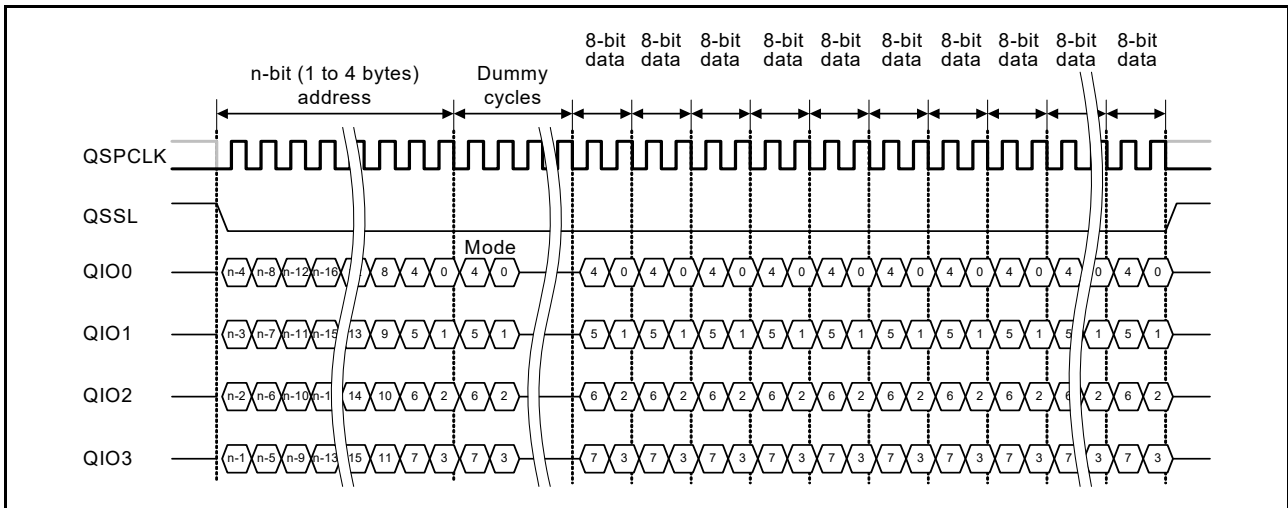 8-bit data 8-bit data 8-bit data 8-bit data 8-bit data 8-bit data 8-bit data 8-bit data 8-bit data 8-bit data
n-bit (1 to 4 bytes) address
Dummy cycles
QSPCLK
QSSL
Mode
QIO0 n-4 n-8 n-12 n-16 8 4 0 4 0 4 0 4 0 4 0 4 0 4 0 4 0 4 0 4 0 4 0 4 0
QIO1 n-3 n-7 n-11 n-15 13 9 5 1 5 1 5 1 5 1 5 1 5 1 5 1 5 1 5 1 5 1 5 1 5 1
QIO2 n-2 n-6 n-10 n-1 14 10 6 2 6 2 6 2 6 2 6 2 6 2 6 2 6 2 6 2 6 2 6 2 6 2
QIO3 n-1 n-5 n-9 n-13 15 11 7 3 7 3 7 3 7 3 7 3 7 3 7 3 7 3 7 3 7 3 7 3 7 3